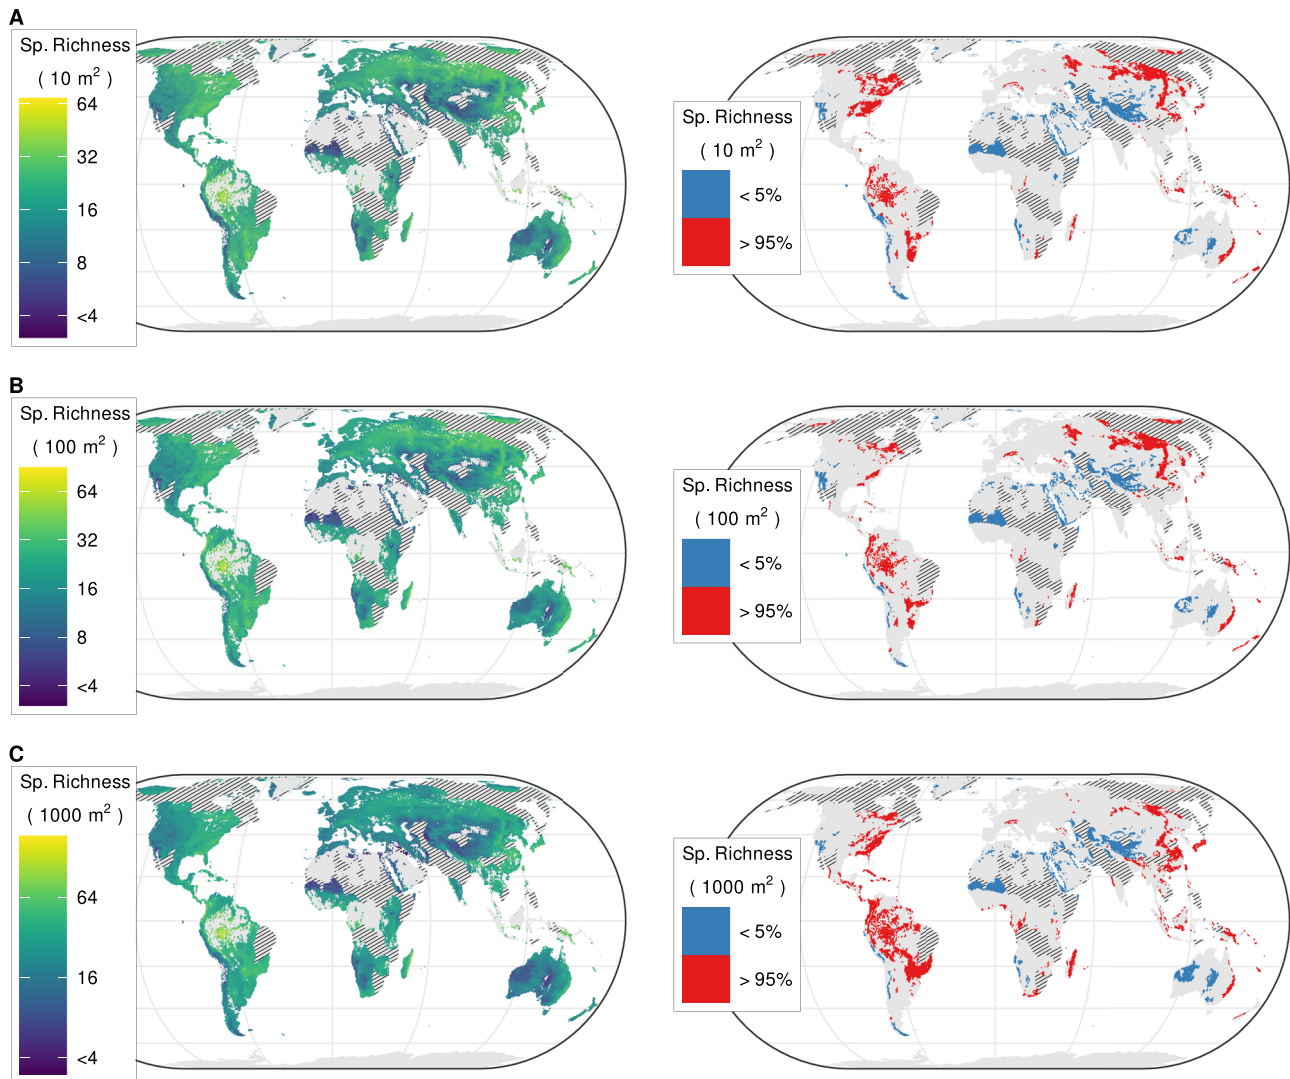 A
Sp. Richness
( 10 m²)
64
32
16
8
<4
Sp. Richness
( 10 m²)
< 5%
> 95%
B
Sp. Richness
( 100 m²)
64
32
16
8
<4
Sp. Richness
( 100 m²)
< 5%
> 95%
C
Sp. Richness
( 1000 m²)
64
16
<4
Sp. Richness
( 1000 m²)
< 5%
> 95%